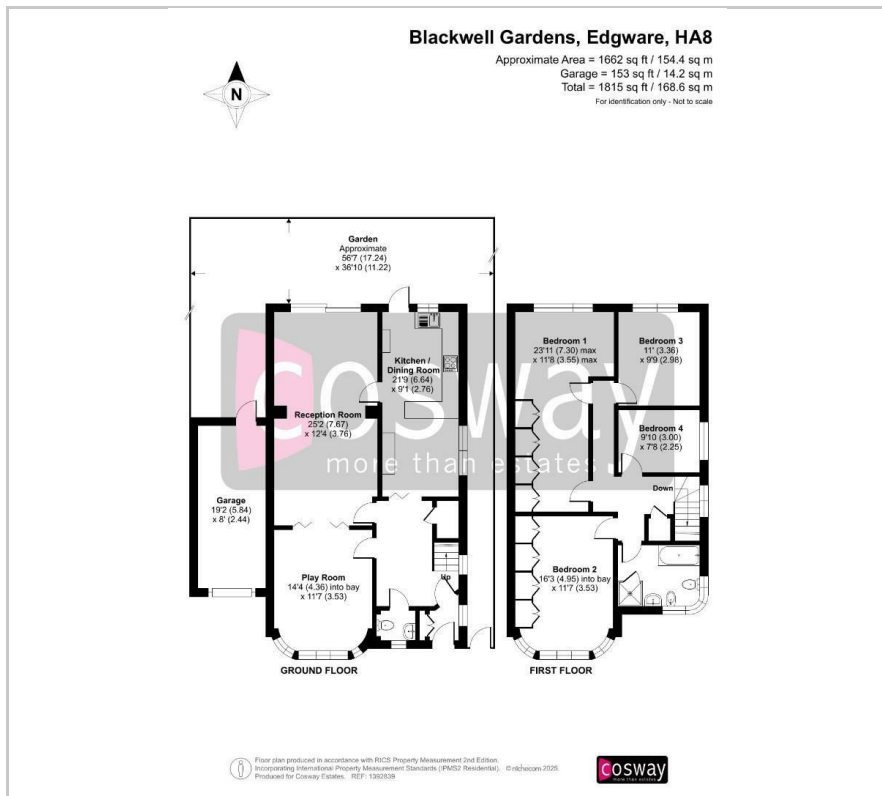 Blackwell Gardens, Edgware, HA8
Approximate Area = 1662 sq ft / 154.4 sq m
Garage = 153 sq ft / 14.2 sq m
Total = 1815 sq ft / 168.6 sq m
For identification only - Not to scale
N
Garden
Approximate
56'7 (17.24)
x 36'10 (11.22)
Kitchen /
Dining Room
21'9 (6.64)
x 9'1 (2.76)
Reception Room
25'2 (7.67)
x 12'4 (3.76)
Garage
19'2 (5.84)
x 8' (2.44)
Play Room
14'4 (4.36) into bay
x 11'7 (3.53)
Up
GROUND FLOOR
Bedroom 1
23'11 (7.30) max
x 11'8 (3.55) max
Bedroom 3
11' (3.36)
x 9'9 (2.98)
Bedroom 4
9'10 (3.00)
x 7'8 (2.25)
Down
Bedroom 2
16'3 (4.95) into bay
x 11'7 (3.53)
FIRST FLOOR
cosway
more than estates
Floor plan produced in accordance with RICS Property Measurement 2nd Edition.
Incorporating International Property Measurement Standards (IPMS2 Residential). © nichecom 2025.
Produced for Cosway Estates. REF: 1392639
cosway
more than estates